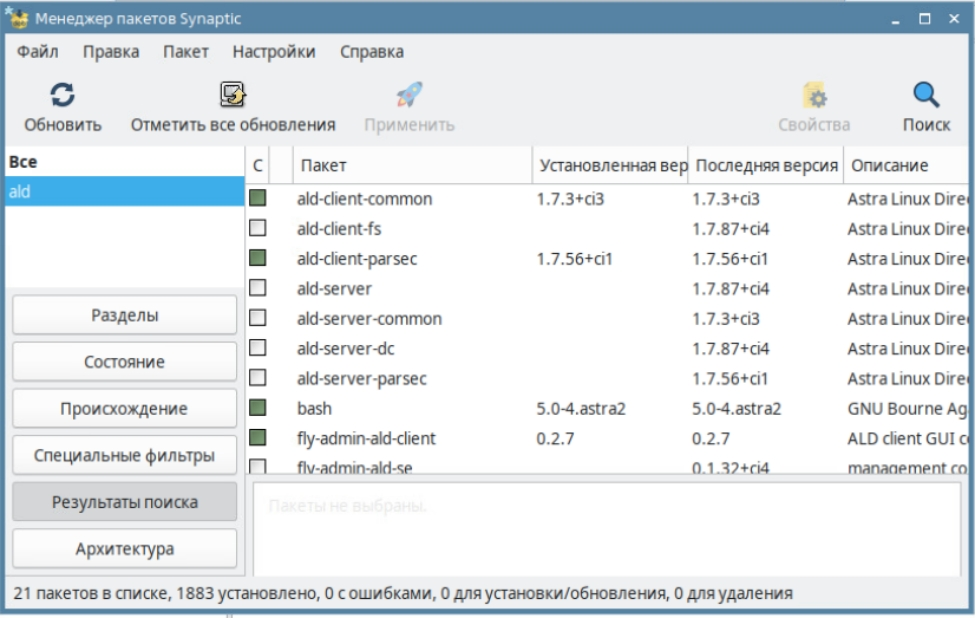 Менеджер пакетов Synaptic
Файл Правка Пакет Настройки Справка
Обновить Отметить все обновления Применить Свойства Поиск
Все
ald
Разделы
Состояние
Происхождение
Специальные фильтры
Результаты поиска
Архитектура
С Пакет Установленная вер Последняя версия Описание
ald-client-common 1.7.3+ci3 1.7.3+ci3 Astra Linux Dire
ald-client-fs 1.7.87+ci4 Astra Linux Dire
ald-client-parsec 1.7.56+ci1 1.7.56+ci1 Astra Linux Dire
ald-server 1.7.87+ci4 Astra Linux Dire
ald-server-common 1.7.3+ci3 Astra Linux Dire
ald-server-dc 1.7.87+ci4 Astra Linux Dire
ald-server-parsec 1.7.56+ci1 Astra Linux Dire
bash 5.0-4.astra2 5.0-4.astra2 GNU Bourne Ag
fly-admin-ald-client 0.2.7 0.2.7 ALD client GUI c
fly-admin-ald-se 0.1.32+ci4 management co
Пакеты не выбраны.
21 пакетов в списке, 1883 установлено, 0 с ошибками, 0 для установки/обновления, 0 для удаления